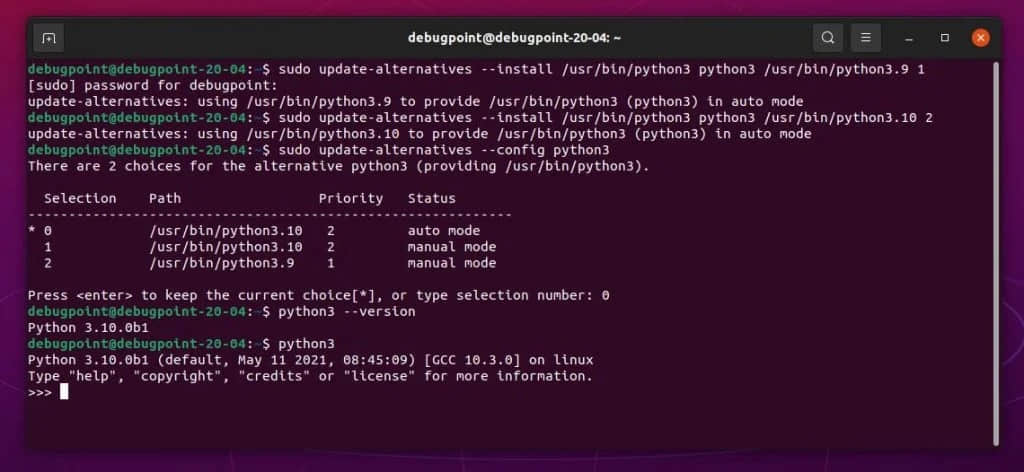 debugpoint@debugpoint-20-04: ~
debugpoint@debugpoint-20-04:~$ sudo update-alternatives --install /usr/bin/python3 python3 /usr/bin/python3.9 1
[sudo] password for debugpoint:
update-alternatives: using /usr/bin/python3.9 to provide /usr/bin/python3 (python3) in auto mode
debugpoint@debugpoint-20-04:~$ sudo update-alternatives --install /usr/bin/python3 python3 /usr/bin/python3.10 2
update-alternatives: using /usr/bin/python3.10 to provide /usr/bin/python3 (python3) in auto mode
debugpoint@debugpoint-20-04:~$ sudo update-alternatives --config python3
There are 2 choices for the alternative python3 (providing /usr/bin/python3).
  Selection    Path                 Priority   Status
------------------------------------------------------------
* 0            /usr/bin/python3.10   2         auto mode
  1            /usr/bin/python3.10   2         manual mode
  2            /usr/bin/python3.9    1         manual mode
Press <enter> to keep the current choice[*], or type selection number: 0
debugpoint@debugpoint-20-04:~$ python3 --version
Python 3.10.0b1
debugpoint@debugpoint-20-04:~$ python3
Python 3.10.0b1 (default, May 11 2021, 08:45:09) [GCC 10.3.0] on linux
Type "help", "copyright", "credits" or "license" for more information.
>>>